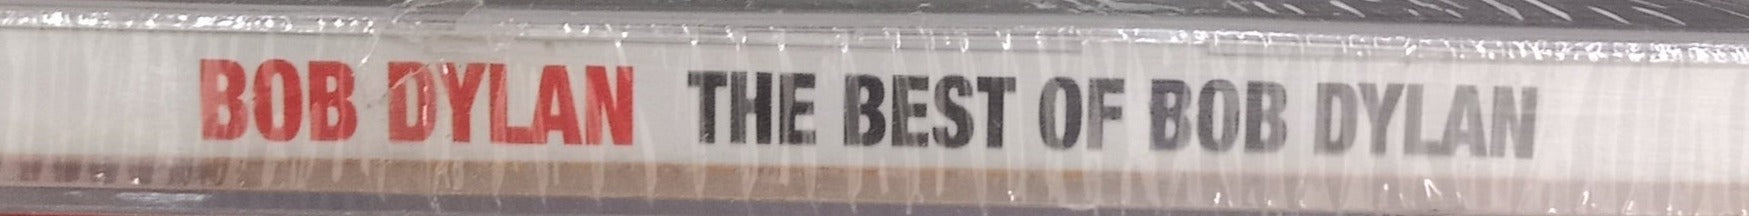 BOB DYLAN THE BEST OF BOB DYLAN